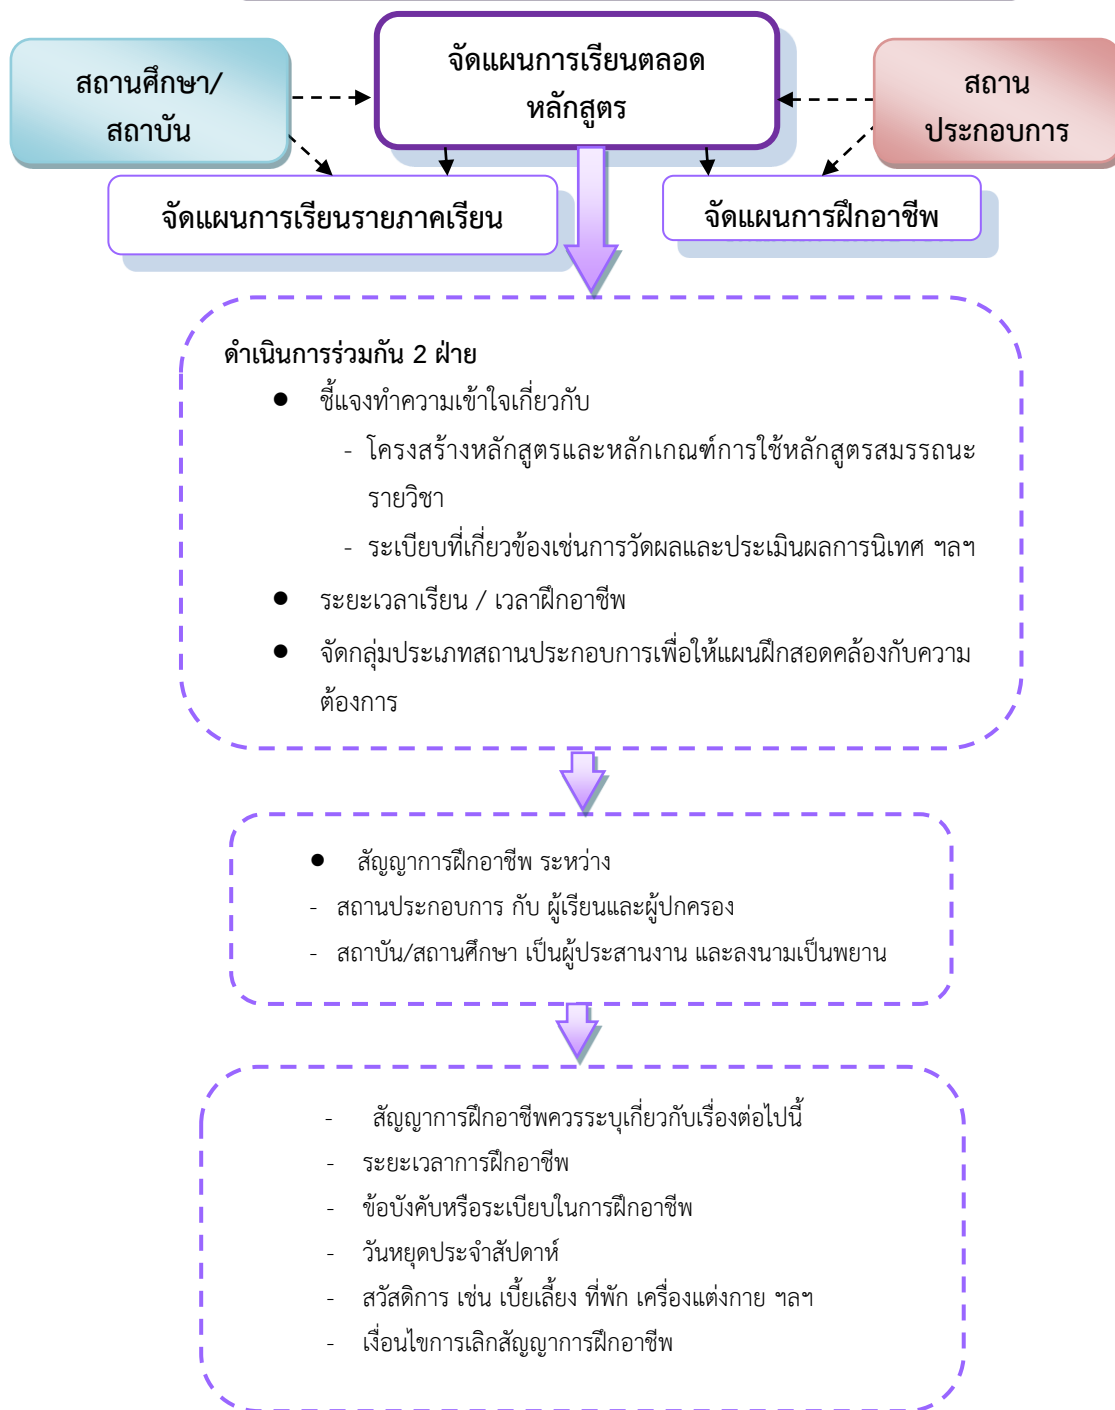 สถานศึกษา/
สถาบัน
จัดแผนการเรียนตลอด
หลักสูตร
สถาน
ประกอบการ
จัดแผนการเรียนรายภาคเรียน
จัดแผนการฝึกอาชีพ
ดำเนินการร่วมกัน 2 ฝ่าย
● ชี้แจงทำความเข้าใจเกี่ยวกับ
- โครงสร้างหลักสูตรและหลักเกณฑ์การใช้หลักสูตรสมรรถนะ
รายวิชา
- ระเบียบที่เกี่ยวข้องเช่นการวัดผลและประเมินผลการนิเทศ ฯลฯ
● ระยะเวลาเรียน / เวลาฝึกอาชีพ
● จัดกลุ่มประเภทสถานประกอบการเพื่อให้แผนฝึกสอดคล้องกับความ
ต้องการ
● สัญญาการฝึกอาชีพ ระหว่าง
- สถานประกอบการ กับ ผู้เรียนและผู้ปกครอง
- สถาบัน/สถานศึกษา เป็นผู้ประสานงาน และลงนามเป็นพยาน
- สัญญาการฝึกอาชีพควรระบุเกี่ยวกับเรื่องต่อไปนี้
- ระยะเวลาการฝึกอาชีพ
- ข้อบังคับหรือระเบียบในการฝึกอาชีพ
- วันหยุดประจำสัปดาห์
- สวัสดิการ เช่น เบี้ยเลี้ยง ที่พัก เครื่องแต่งกาย ฯลฯ
- เงื่อนไขการเลิกสัญญาการฝึกอาชีพ